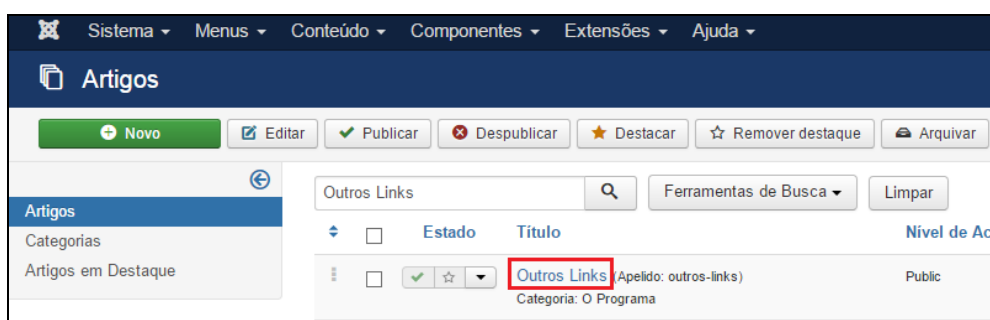 Sistema Menus Conteúdo Componentes Extensões Ajuda
Artigos
Novo Editar Publicar Despublicar Destacar Remover destaque Arquivar
Outros Links Ferramentas de Busca Limpar
Artigos
Categorias
Artigos em Destaque
Estado Título Nível de Ac
Outros Links (Apelido: outros-links) Public
Categoria: O Programa